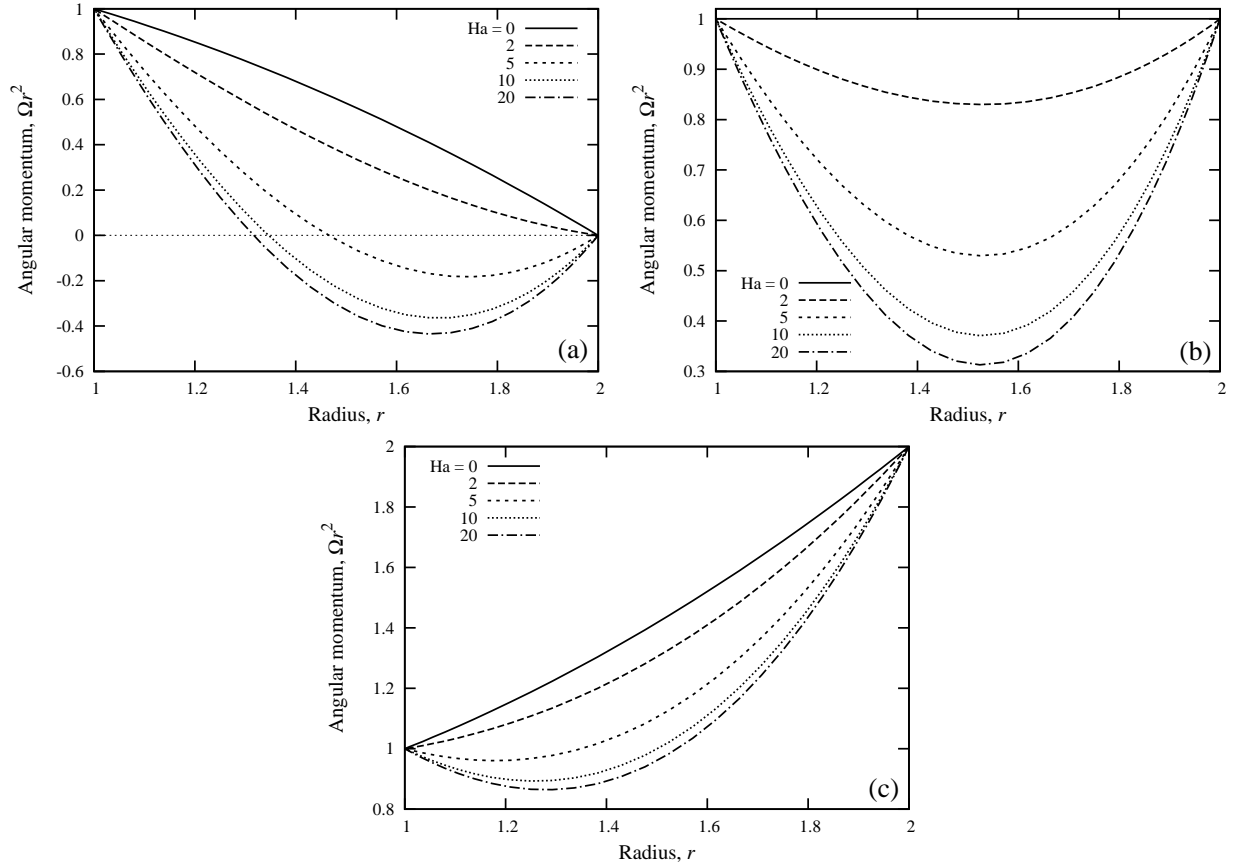 Angular momentum, Ωr²
1
0.8
0.6
0.4
0.2
0
-0.2
-0.4
-0.6
1 1.2 1.4 1.6 1.8 2
Radius, r
Ha = 0
2
5
10
20
(a)
Angular momentum, Ωr²
1
0.9
0.8
0.7
0.6
0.5
0.4
0.3
1 1.2 1.4 1.6 1.8 2
Radius, r
Ha = 0
2
5
10
20
(b)
Angular momentum, Ωr²
2
1.8
1.6
1.4
1.2
1
0.8
1 1.2 1.4 1.6 1.8 2
Radius, r
Ha = 0
2
5
10
20
(c)